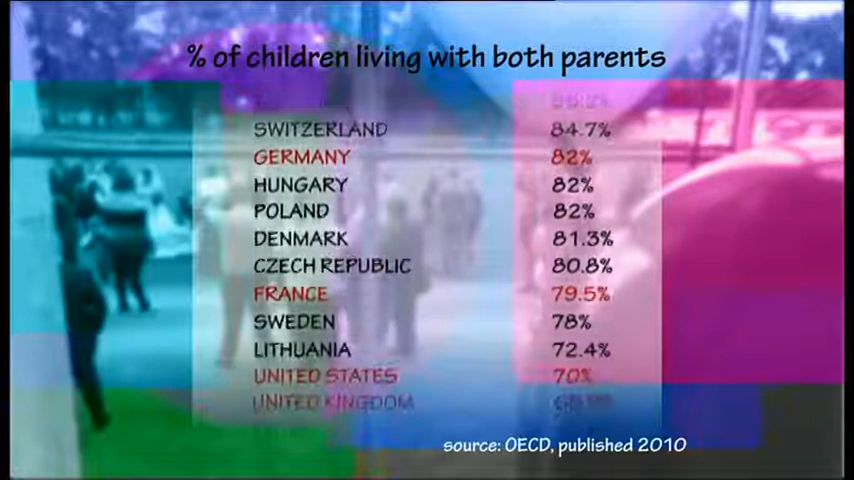 % of children living with both parents
SWITZERLAND 84.7%
GERMANY 82%
HUNGARY 82%
POLAND 82%
DENMARK 81.3%
CZECH REPUBLIC 80.8%
FRANCE 79.5%
SWEDEN 78%
LITHUANIA 72.4%
UNITED STATES 70%
UNITED KINGDOM
source: OECD, published 2010